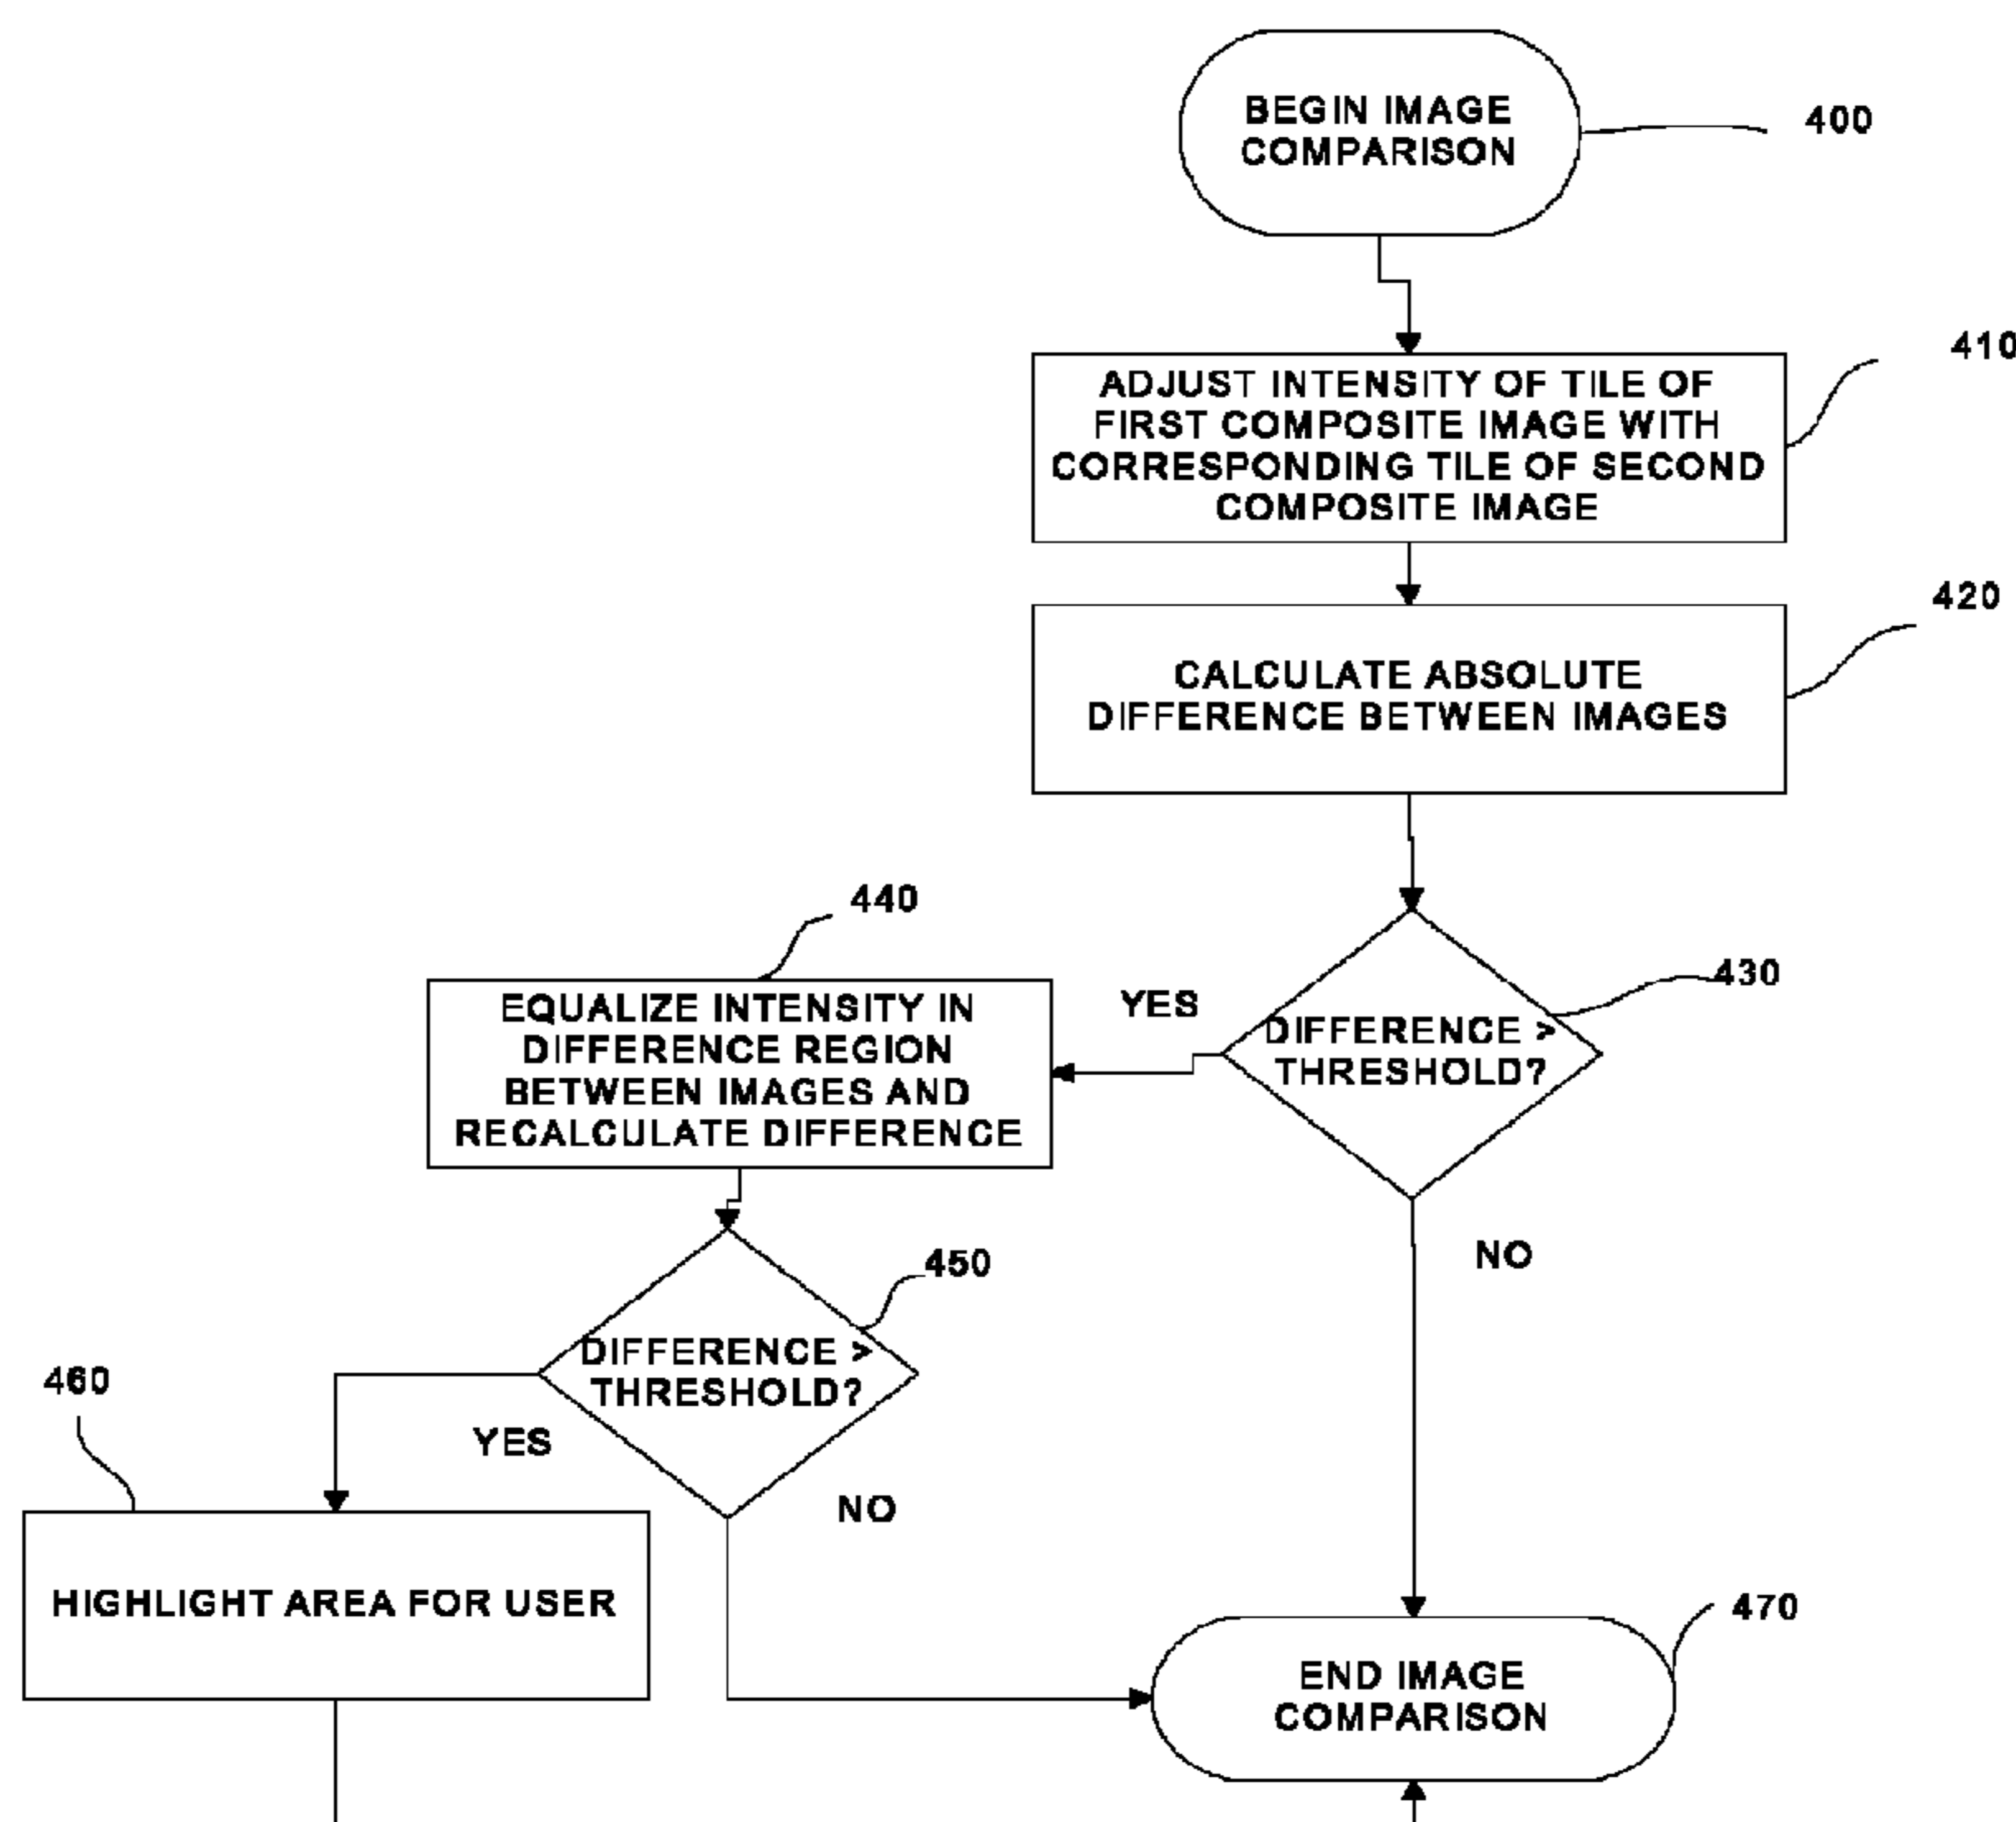 BEGIN IMAGE
COMPARISON
400
ADJUST INTENSITY OF TILE OF
FIRST COMPOSITE IMAGE WITH
CORRESPONDING TILE OF SECOND
COMPOSITE IMAGE
410
CALCULATE ABSOLUTE
DIFFERENCE BETWEEN IMAGES
420
DIFFERENCE >
THRESHOLD?
430
YES
NO
EQUALIZE INTENSITY IN
DIFFERENCE REGION
BETWEEN IMAGES AND
RECALCULATE DIFFERENCE
440
DIFFERENCE >
THRESHOLD?
450
YES
NO
460
HIGHLIGHT AREA FOR USER
END IMAGE
COMPARISON
470